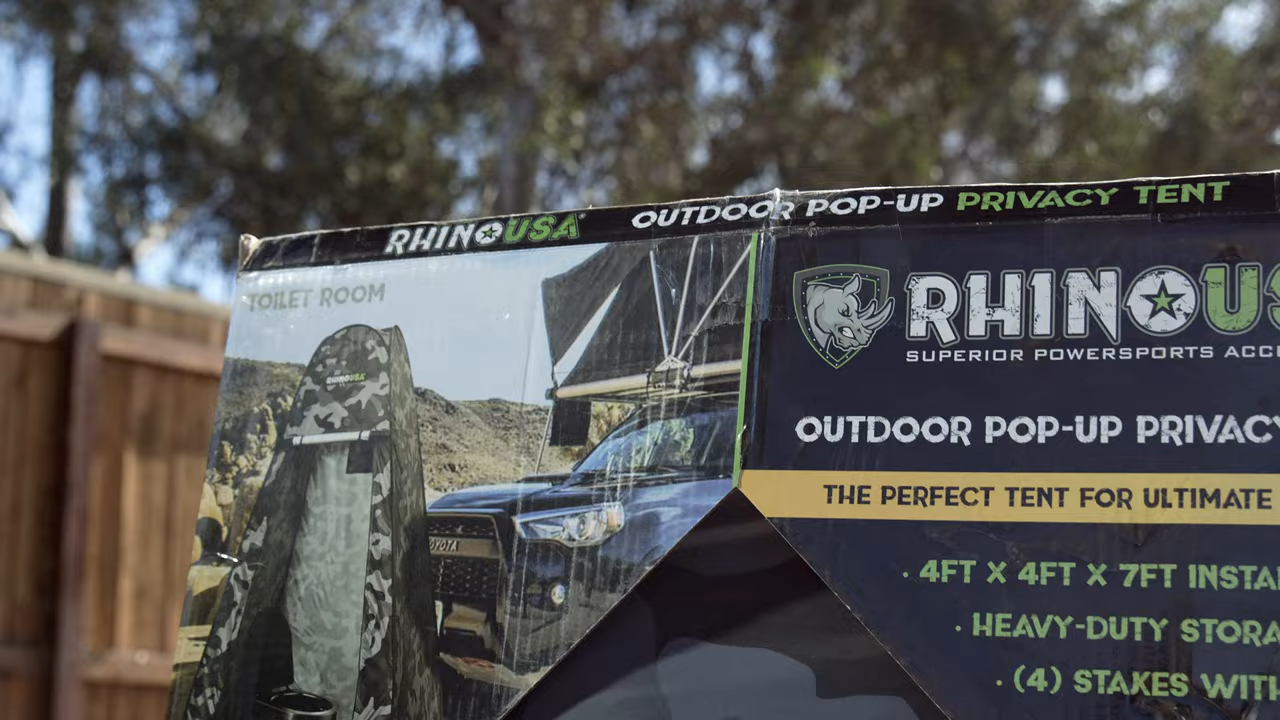 RHINOUSA® OUTDOOR POP-UP PRIVACY TENT
TOILET ROOM
RHINOUSA
TOYOTA
RHINOUS
SUPERIOR POWERSPORTS ACC
OUTDOOR POP-UP PRIVACY
THE PERFECT TENT FOR ULTIMATE
· 4FT X 4FT X 7FT INSTA
· HEAVY-DUTY STORA
· (4) STAKES WITH